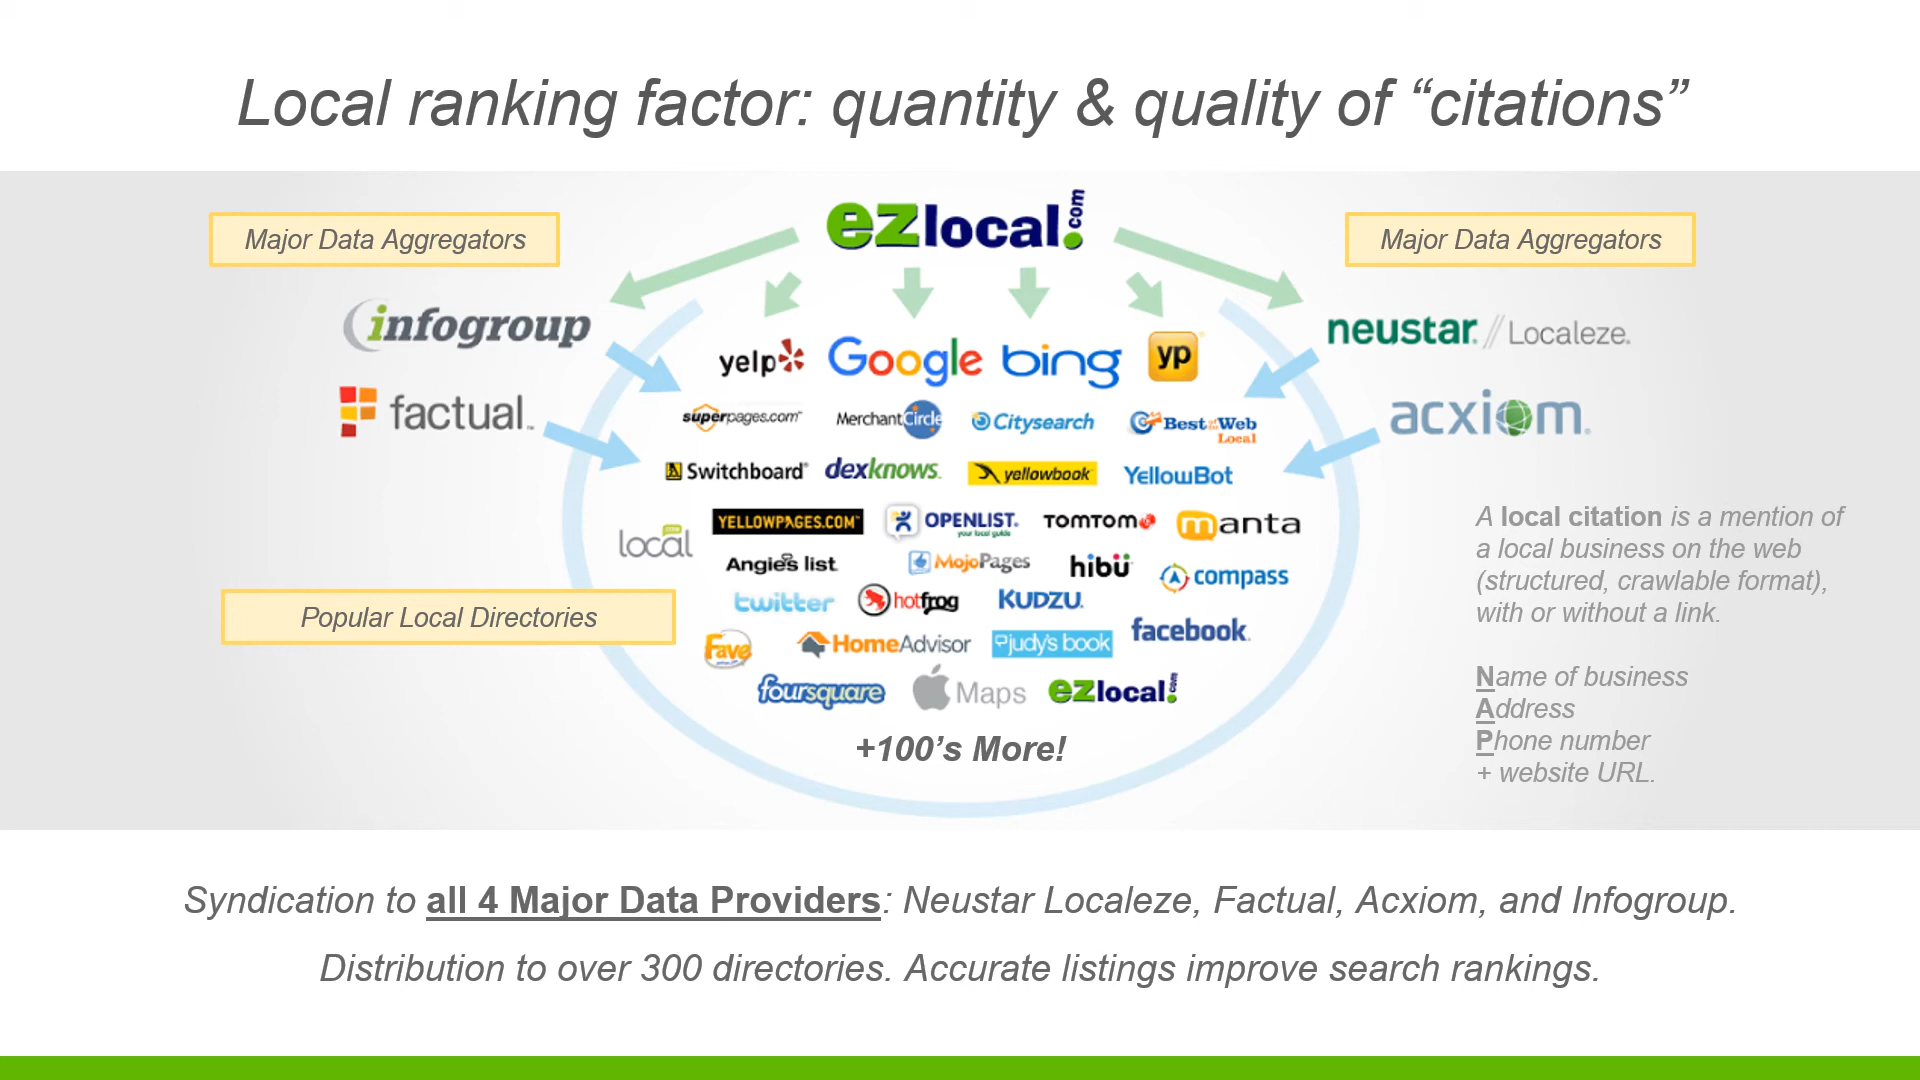 Local ranking factor: quantity & quality of “citations”
ezlocal.com
Major Data Aggregators
Major Data Aggregators
infogroup
neustar // Localeze.
factual.
acxiom.
yelp Google bing yp
superpages.com MerchantCircle Citysearch Best of the Web Local
Switchboard dexknows. yellowbook YellowBot
local.com YELLOWPAGES.COM OPENLIST. your local guide TOMTOM manta
Angie's list. MojoPages hibü compass
twitter hotfrog KUDZU. facebook.
Fave HomeAdvisor judy's book
foursquare Maps ezlocal.com
+100’s More!
Popular Local Directories
A local citation is a mention of
a local business on the web
(structured, crawlable format),
with or without a link.
Name of business
Address
Phone number
+ website URL.
Syndication to all 4 Major Data Providers: Neustar Localeze, Factual, Acxiom, and Infogroup.
Distribution to over 300 directories. Accurate listings improve search rankings.